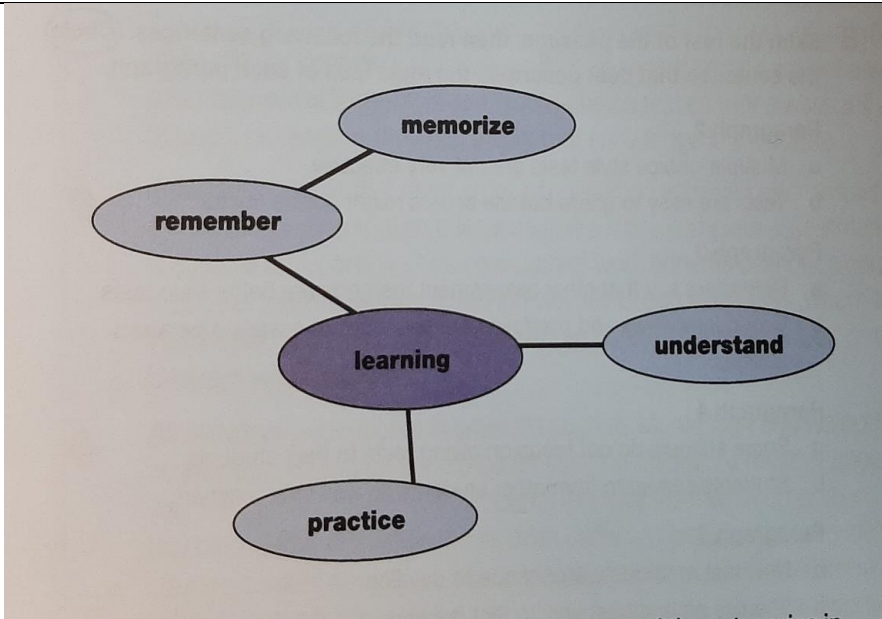 memorize
remember
learning
understand
practice